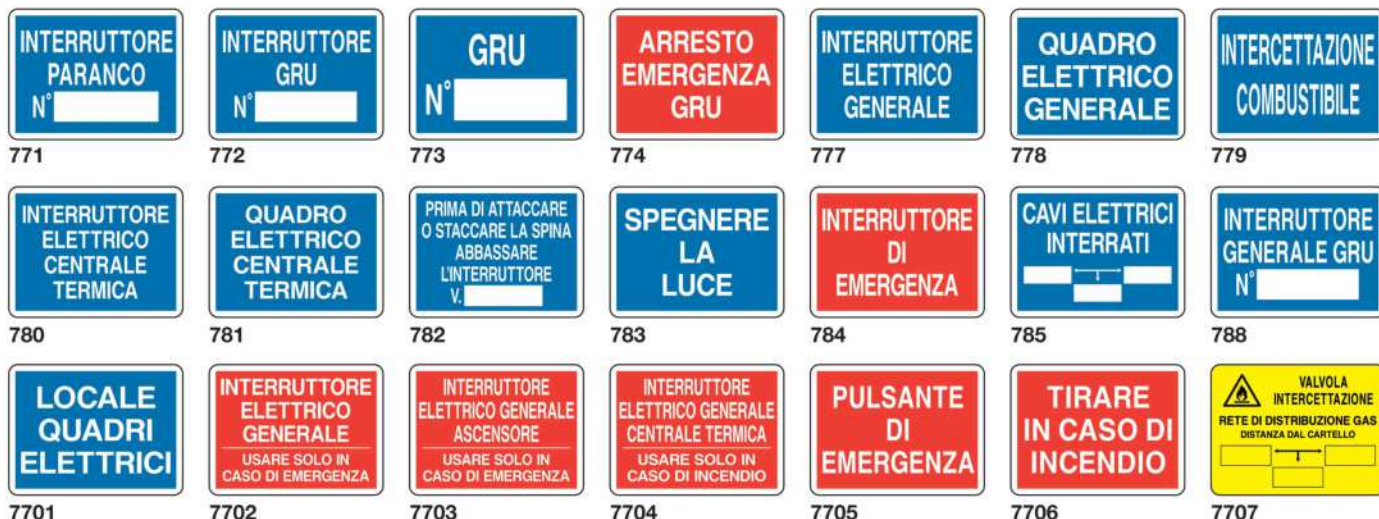 INTERRUTTORE
PARANCO
N°
771
INTERRUTTORE
GRU
N°
772
GRU
N°
773
ARRESTO
EMERGENZA
GRU
774
INTERRUTTORE
ELETTRICO
GENERALE
777
QUADRO
ELETTRICO
GENERALE
778
INTERCETTAZIONE
COMBUSTIBILE
779
INTERRUTTORE
ELETTRICO
CENTRALE
TERMICA
780
QUADRO
ELETTRICO
CENTRALE
TERMICA
781
PRIMA DI ATTACCARE
O STACCARE LA SPINA
ABBASSARE
L'INTERRUTTORE
V.
782
SPEGNERE
LA
LUCE
783
INTERRUTTORE
DI
EMERGENZA
784
CAVI ELETTRICI
INTERRATI
785
INTERRUTTORE
GENERALE GRU
N°
788
LOCALE
QUADRI
ELETTRICI
7701
INTERRUTTORE
ELETTRICO
GENERALE
USARE SOLO IN
CASO DI EMERGENZA
7702
INTERRUTTORE
ELETTRICO GENERALE
ASCENSORE
USARE SOLO IN
CASO DI EMERGENZA
7703
INTERRUTTORE
ELETTRICO GENERALE
CENTRALE TERMICA
USARE SOLO IN
CASO DI INCENDIO
7704
PULSANTE
DI
EMERGENZA
7705
TIRARE
IN CASO DI
INCENDIO
7706
VALVOLA
INTERCETTAZIONE
RETE DI DISTRIBUZIONE GAS
DISTANZA DAL CARTELLO
7707